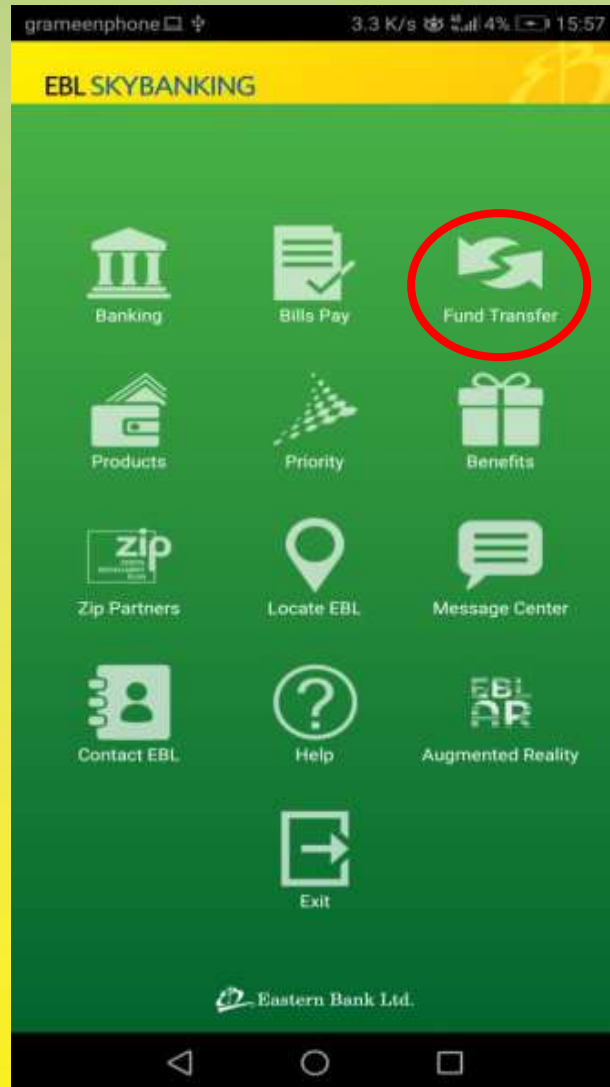 grameenphone 3.3 K/s 4% 15:57
EBL SKYBANKING
Banking Bills Pay Fund Transfer
Products Priority Benefits
zip
Zip Partners Locate EBL Message Center
EBL
AR
Contact EBL Help Augmented Reality
Exit
Eastern Bank Ltd.